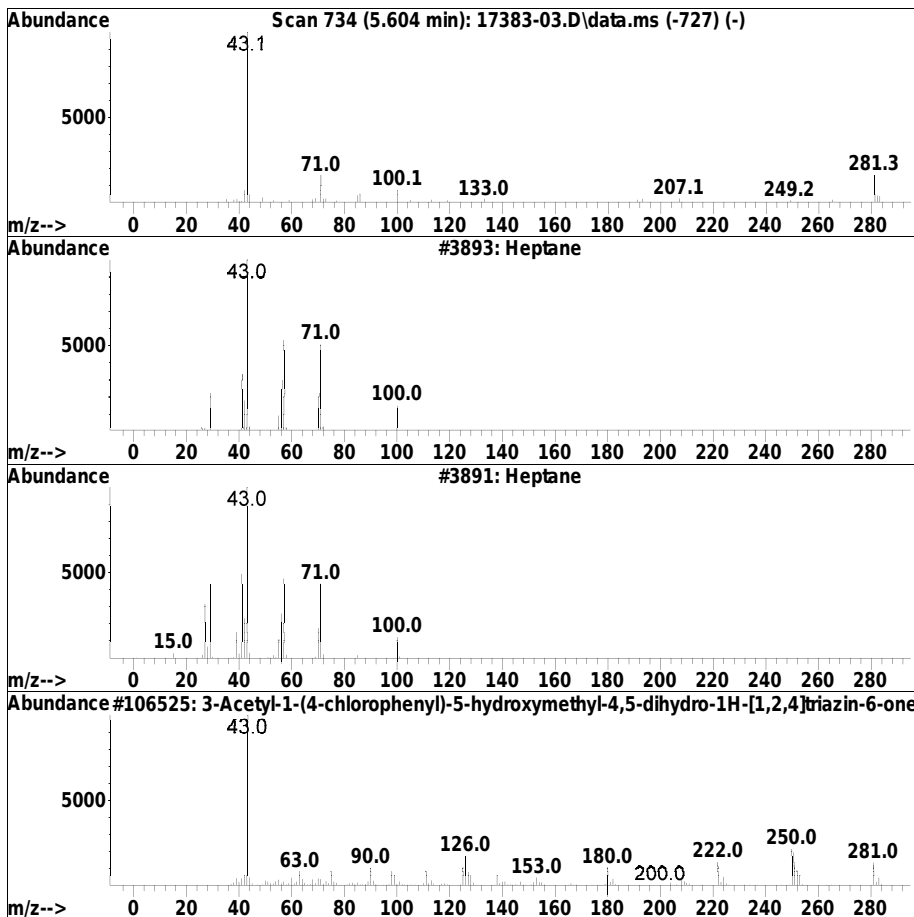 Abundance Scan 734 (5.604 min): 17383-03.D\data.ms (-727) (-)
43.1
5000
71.0 100.1 133.0 207.1 249.2 281.3
m/z--> 0 20 40 60 80 100 120 140 160 180 200 220 240 260 280
Abundance #3893: Heptane
43.0
5000 71.0
100.0
m/z--> 0 20 40 60 80 100 120 140 160 180 200 220 240 260 280
Abundance #3891: Heptane
43.0
5000 71.0
15.0 100.0
m/z--> 0 20 40 60 80 100 120 140 160 180 200 220 240 260 280
Abundance #106525: 3-Acetyl-1-(4-chlorophenyl)-5-hydroxymethyl-4,5-dihydro-1H-[1,2,4]triazin-6-one
43.0
5000
63.0 90.0 126.0 153.0 180.0 200.0 222.0 250.0 281.0
m/z--> 0 20 40 60 80 100 120 140 160 180 200 220 240 260 280